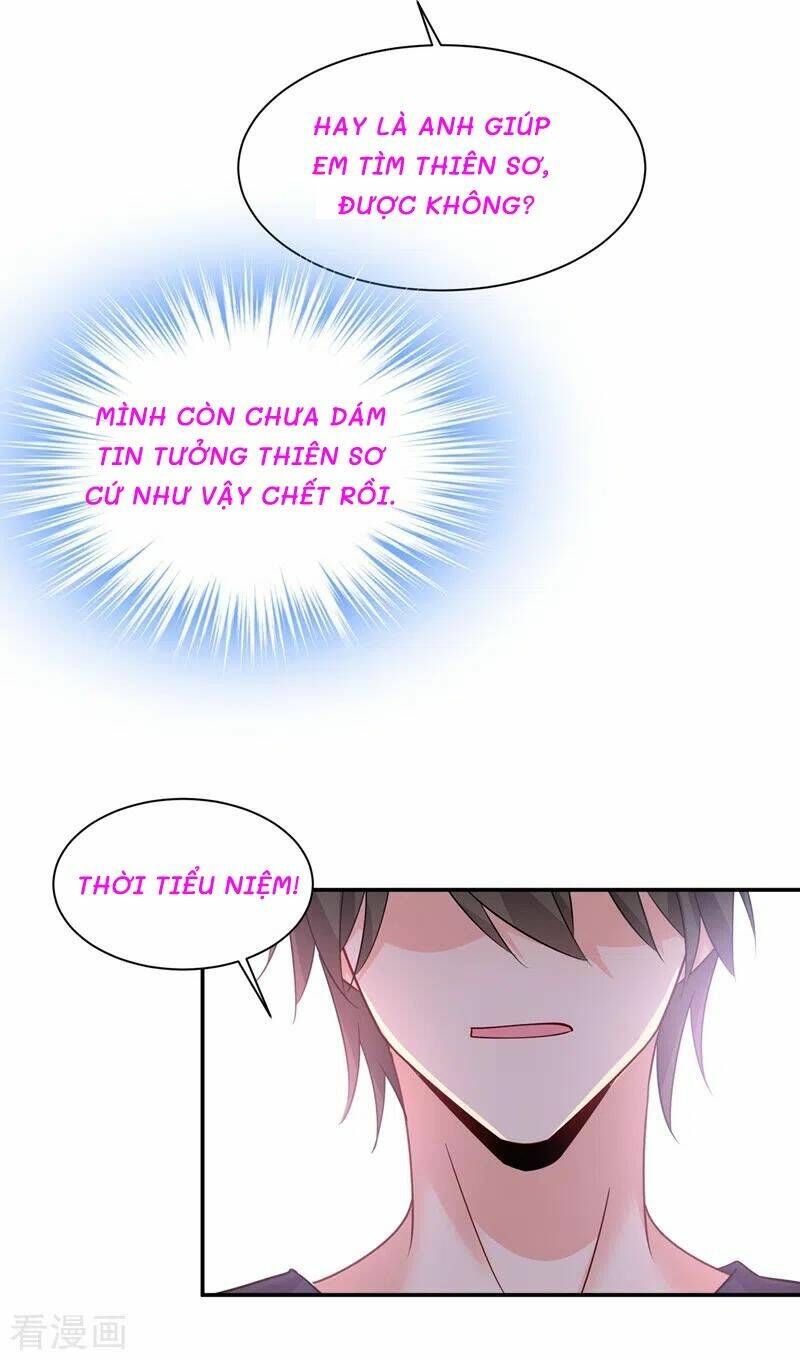 HAY LÀ ANH GIÚP
EM TÌM THIÊN SƠ,
ĐƯỢC KHÔNG?
MÌNH CÒN CHƯA DÁM
TIN TƯỞNG THIÊN SƠ
CỨ NHƯ VẬY CHẾT RỒI.
THỜI TIỂU NIỆM!
看漫画